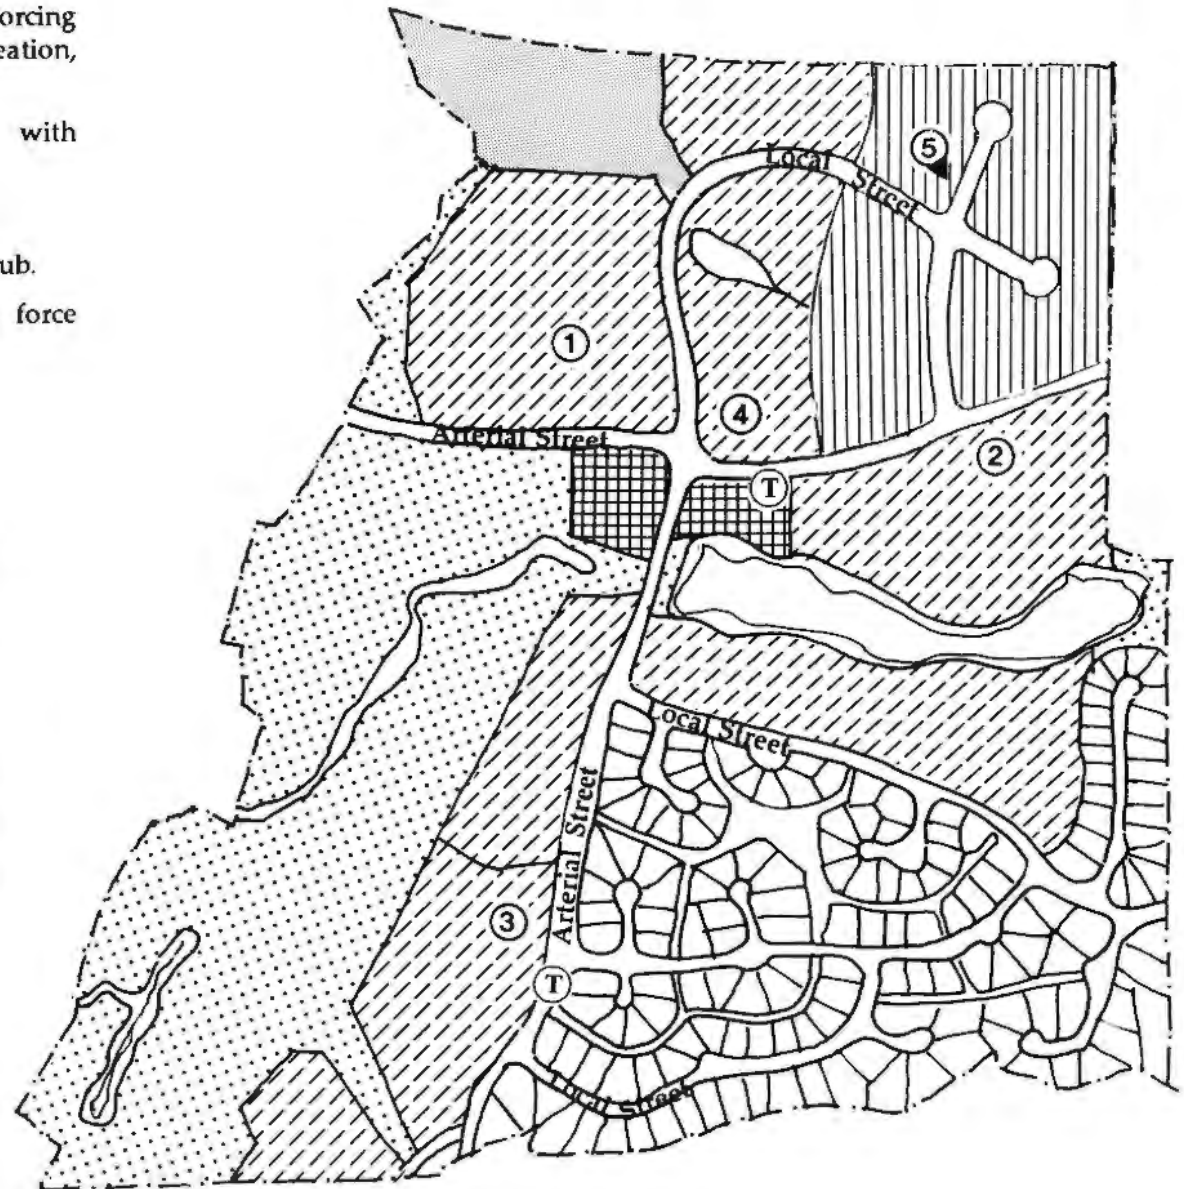 orcing
eation,
with
ub.
force
5
Local Street
1
4
Arterial Street
2
T
Local Street
Arterial Street
3
T
Local Street